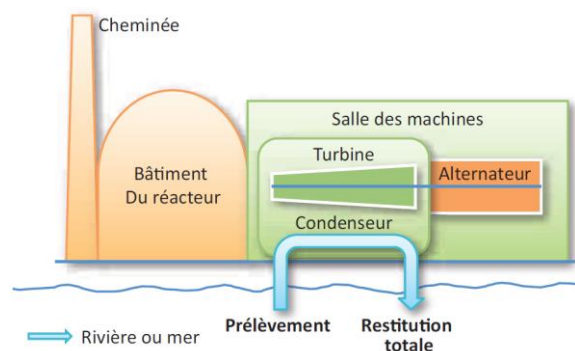 Cheminée
Salle des machines
Turbine
Alternateur
Bâtiment
Du réacteur
Condenseur
Rivière ou mer
Prélèvement
Restitution
totale